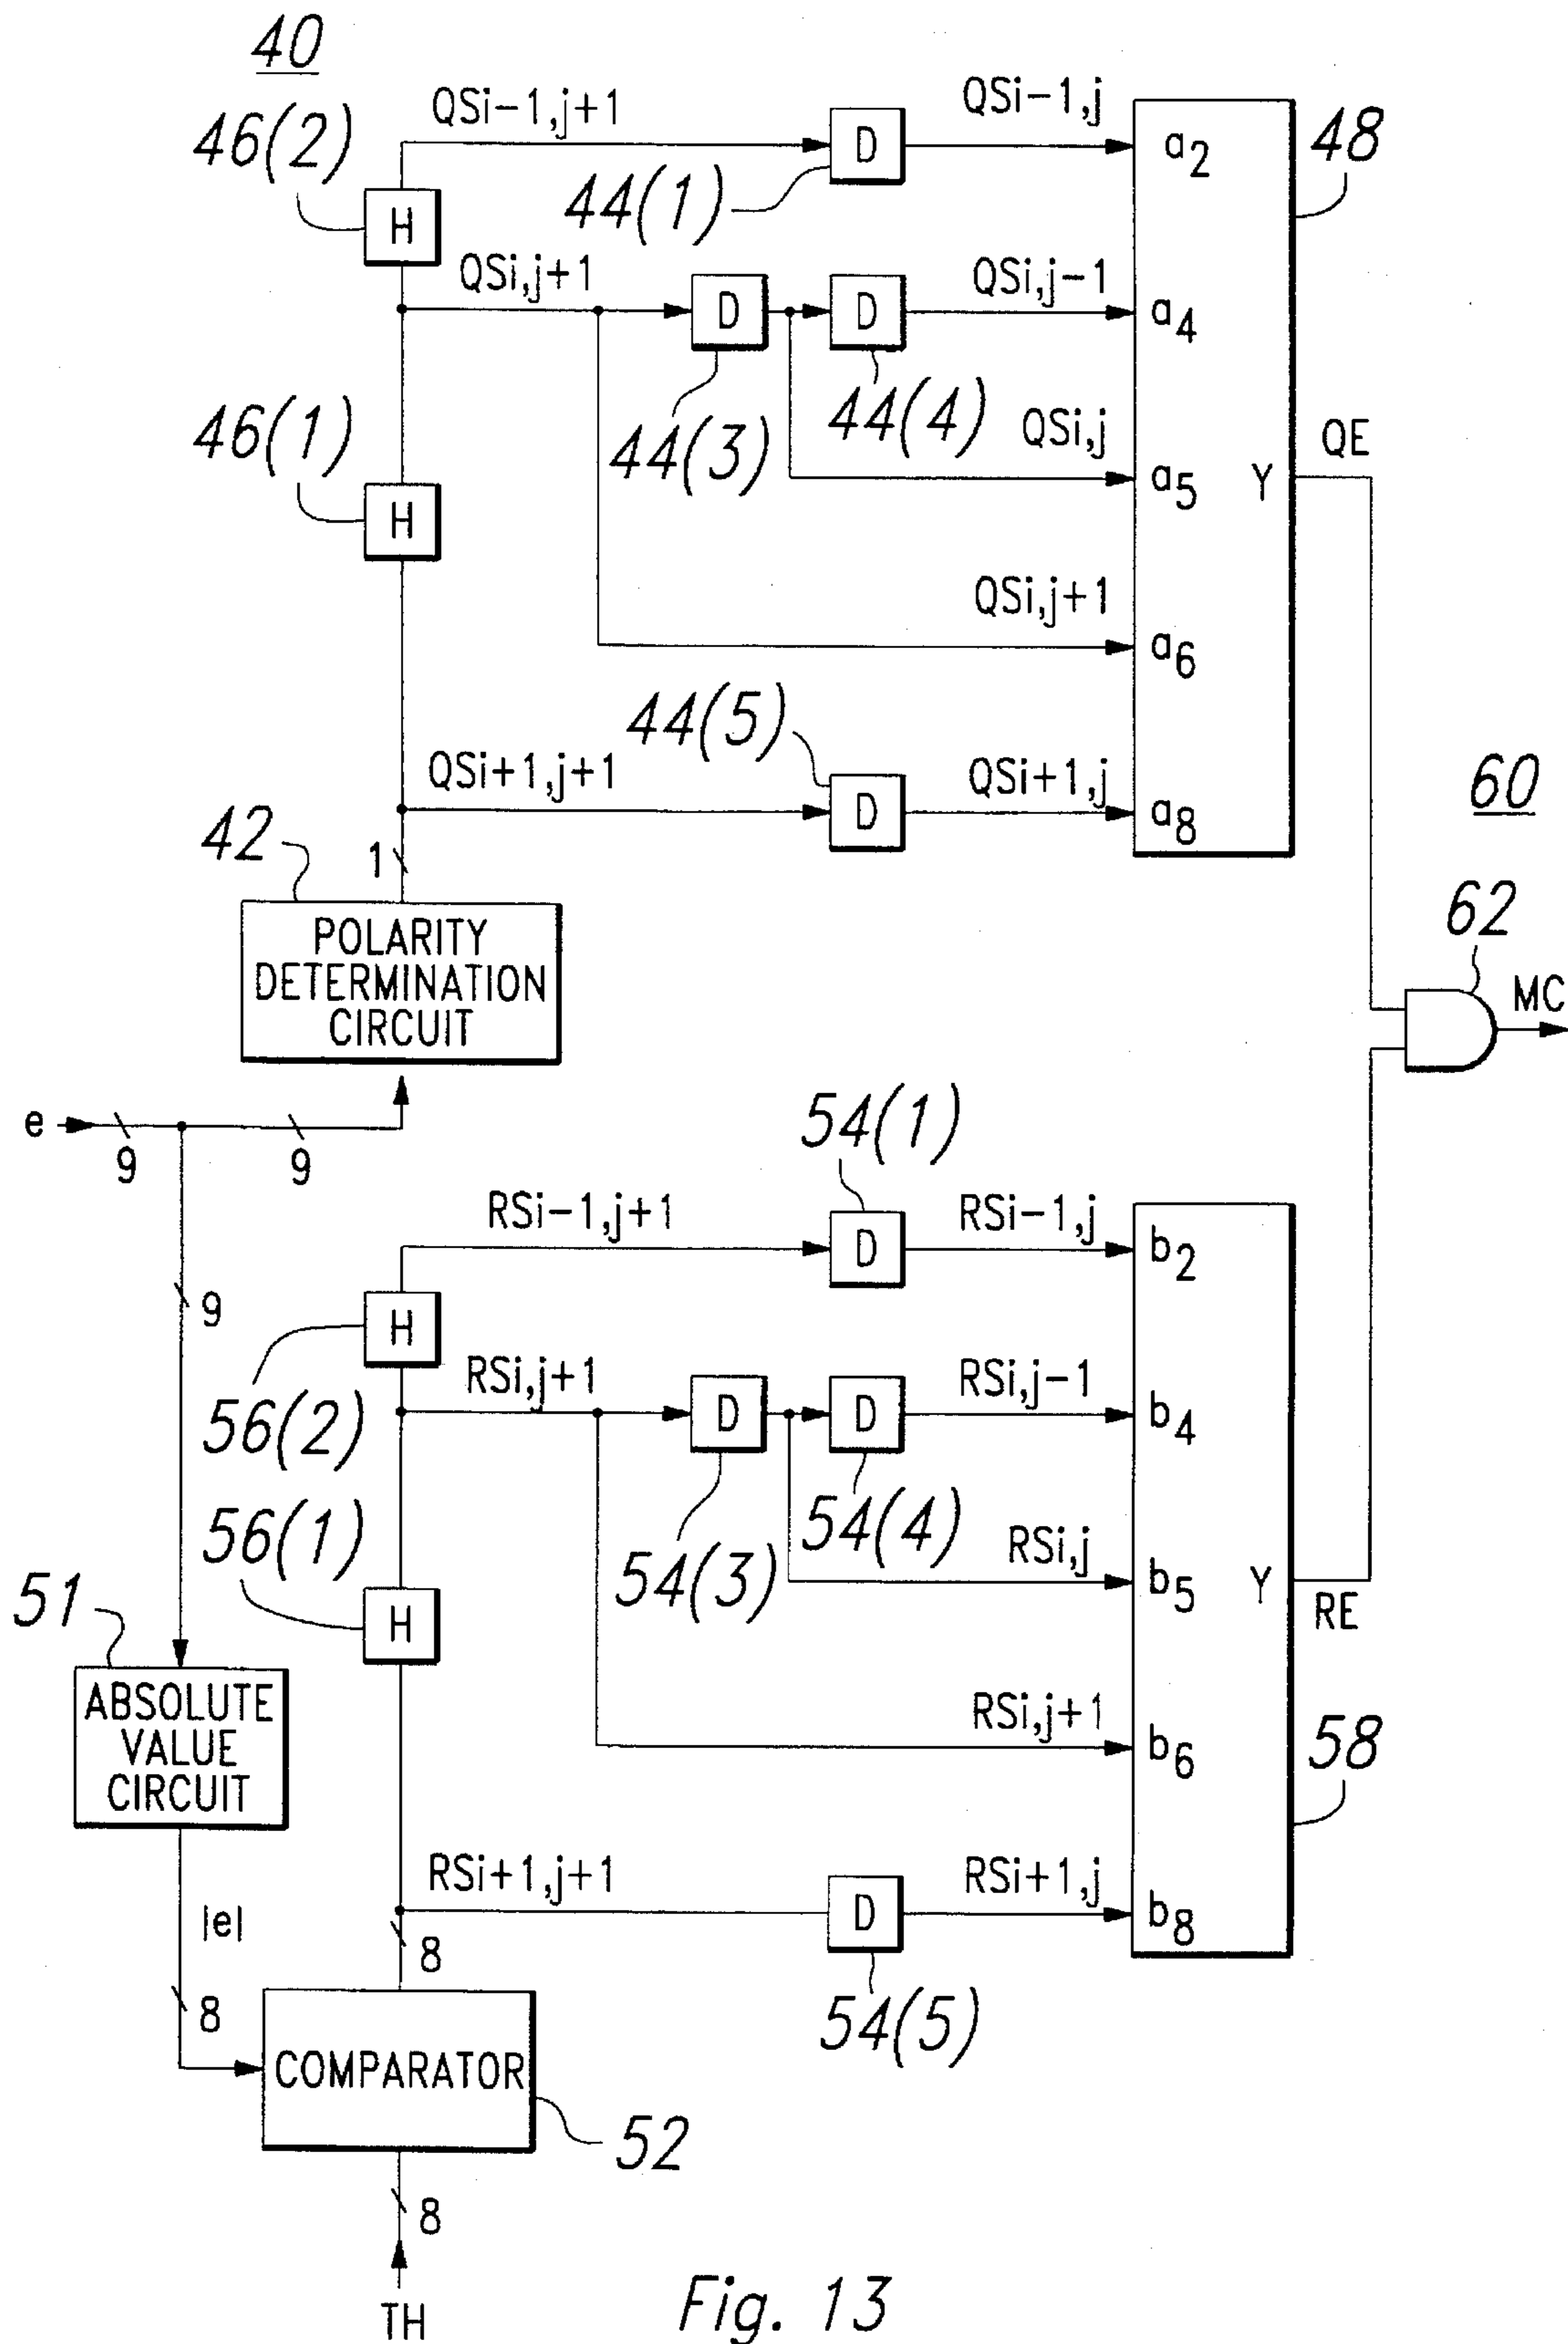 40
QSi-1,j+1
QSi-1,j
46(2)
D
a2
48
44(1)
H
QSi,j+1
QSi,j-1
D
D
a4
46(1)
44(3)
44(4)
QSi,j
QE
H
a5
Y
QSi,j+1
a6
44(5)
QSi+1,j+1
QSi+1,j
60
D
a8
42
1
POLARITY
DETERMINATION
CIRCUIT
62
MC
e
9
9
54(1)
RSi-1,j+1
RSi-1,j
D
b2
9
H
RSi,j+1
RSi,j-1
56(2)
D
D
b4
56(1)
54(3)
54(4)
RSi,j
51
H
b5
Y
RE
ABSOLUTE
VALUE
CIRCUIT
RSi,j+1
b6
58
RSi+1,j+1
RSi+1,j
|e|
D
b8
8
8
54(5)
COMPARATOR
52
8
TH
Fig. 13